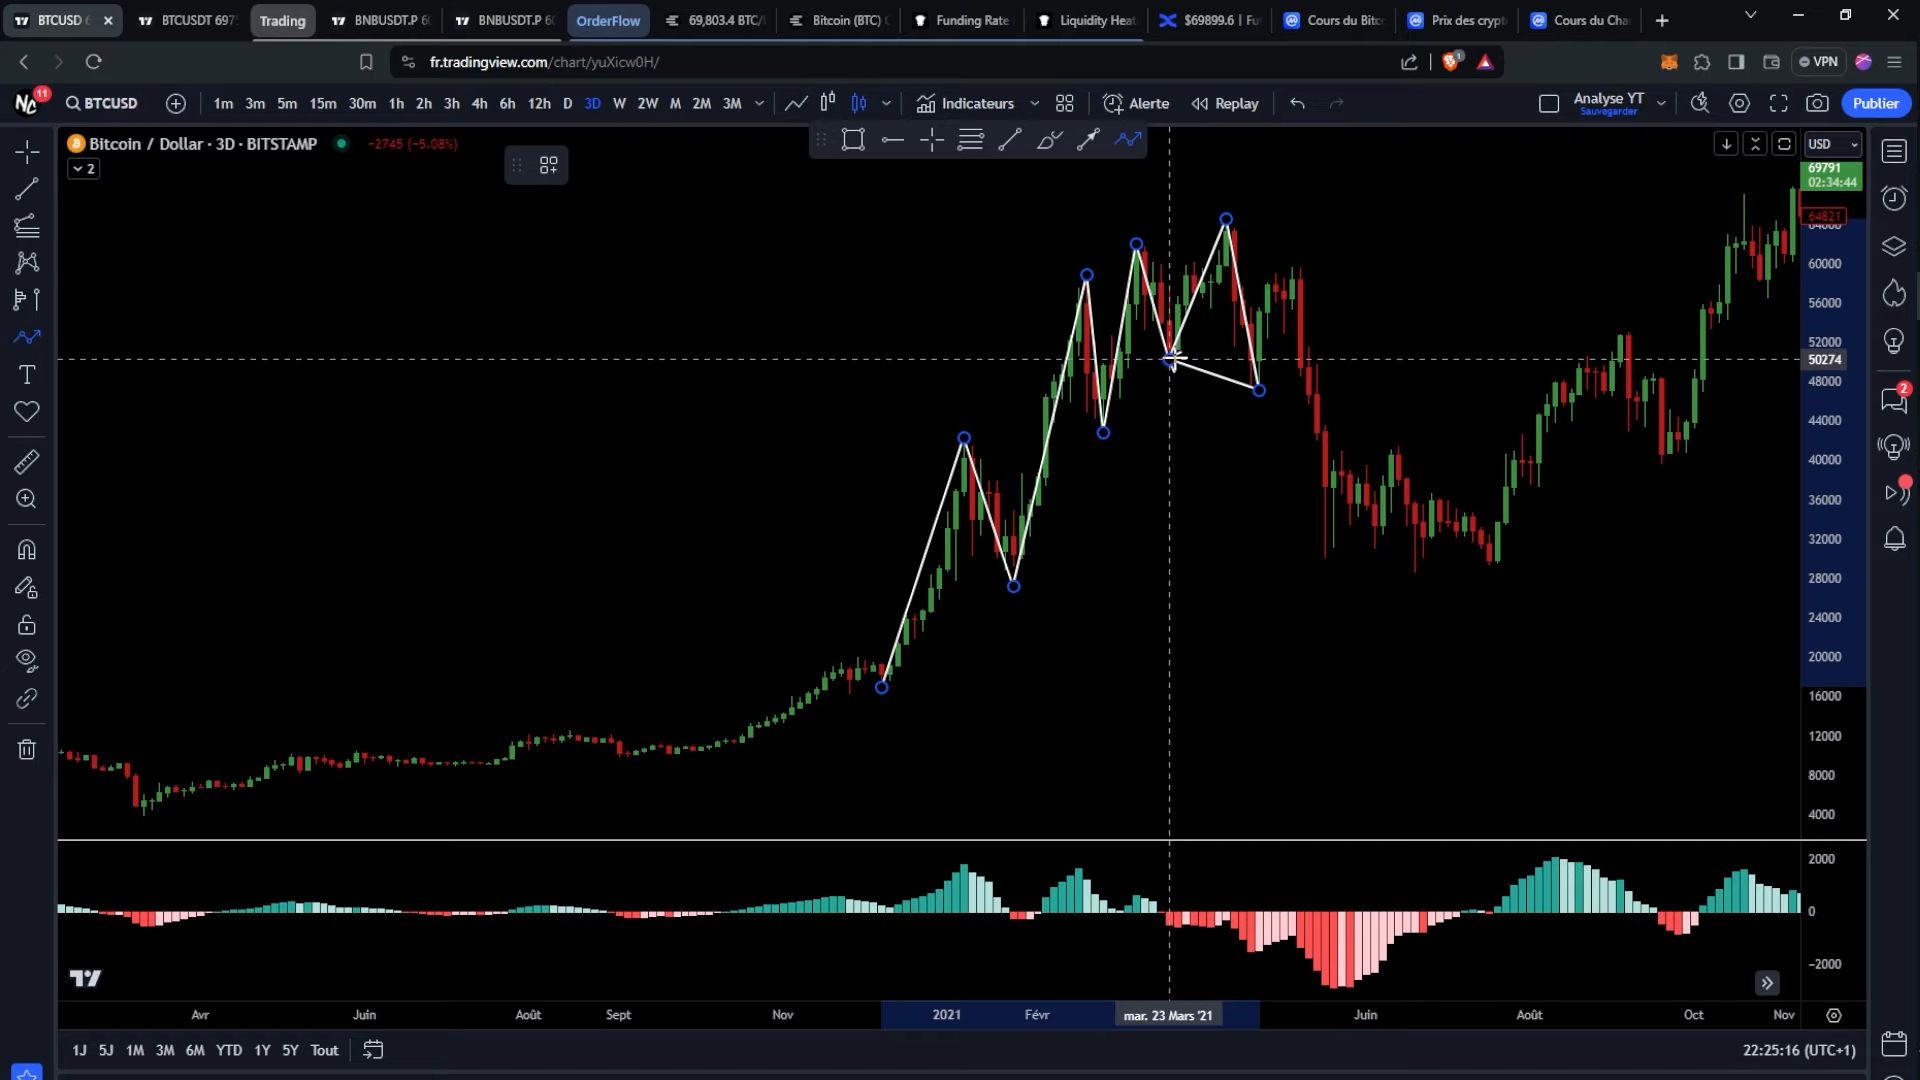 BTCUSD 6
BTCUSDT 697
Trading
BNBUSDT.P 60
BNBUSDT.P 60
OrderFlow
69,803.4 BTC/
Bitcoin (BTC)
Funding Rate
Liquidity Heat
$69899.6 | Fu
Cours du Bitc
Prix des crypt
Cours du Cha
fr.tradingview.com/chart/yuXicw0H/
1
VPN
11
BTCUSD
1m 3m 5m 15m 30m 1h 2h 3h 4h 6h 12h D 3D W 2W M 2M 3M
Indicateurs
Alerte
Replay
Analyse YT
Sauvegarder
Publier
Bitcoin / Dollar · 3D · BITSTAMP
-2745 (-5.08%)
2
USD
69791
02:34:44
64821
64000
60000
56000
52000
50274
48000
44000
40000
36000
32000
28000
24000
20000
16000
12000
8000
4000
2000
0
-2000
2
Avr Juin Août Sept Nov 2021 Févr mar. 23 Mars '21 Juin Août Oct Nov
1J 5J 1M 3M 6M YTD 1Y 5Y Tout
22:25:16 (UTC+1)